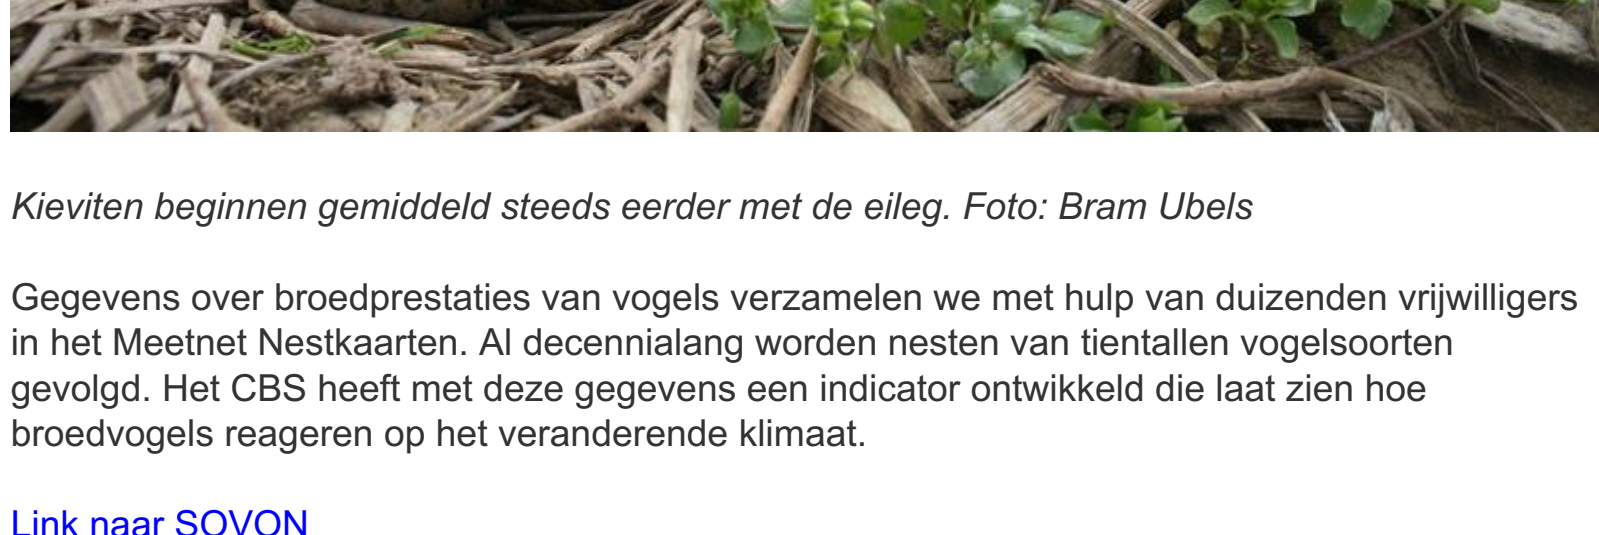 Kieviten beginnen gemiddeld steeds eerder met de eileg. Foto: Bram Ubels
Gegevens over broedprestaties van vogels verzamelen we met hulp van duizenden vrijwilligers
in het Meetnet Nestkaarten. Al decennialang worden nesten van tientallen vogelsoorten
gevolgd. Het CBS heeft met deze gegevens een indicator ontwikkeld die laat zien hoe
broedvogels reageren op het veranderende klimaat.
Link naar SOVON